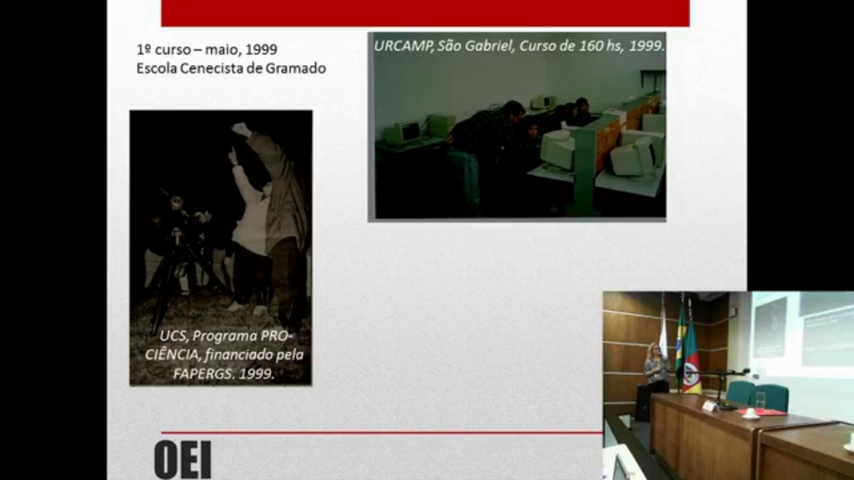 1º curso – maio, 1999
Escola Cenecista de Gramado
URCAMP, São Gabriel, Curso de 160 hs, 1999.
UCS, Programa PRO-
CIÊNCIA, financiado pela
FAPERGS. 1999.
OEI